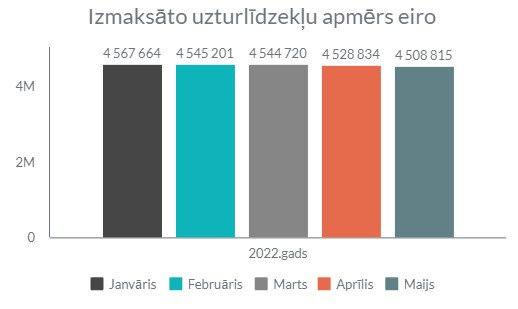 Izmaksāto uzturlīdzekļu apmērs eiro
4 567 664 4 545 201 4 544 720 4 528 834 4 508 815
4M
2M
0
2022.gads
Janvāris Februāris Marts Aprīlis Maijs